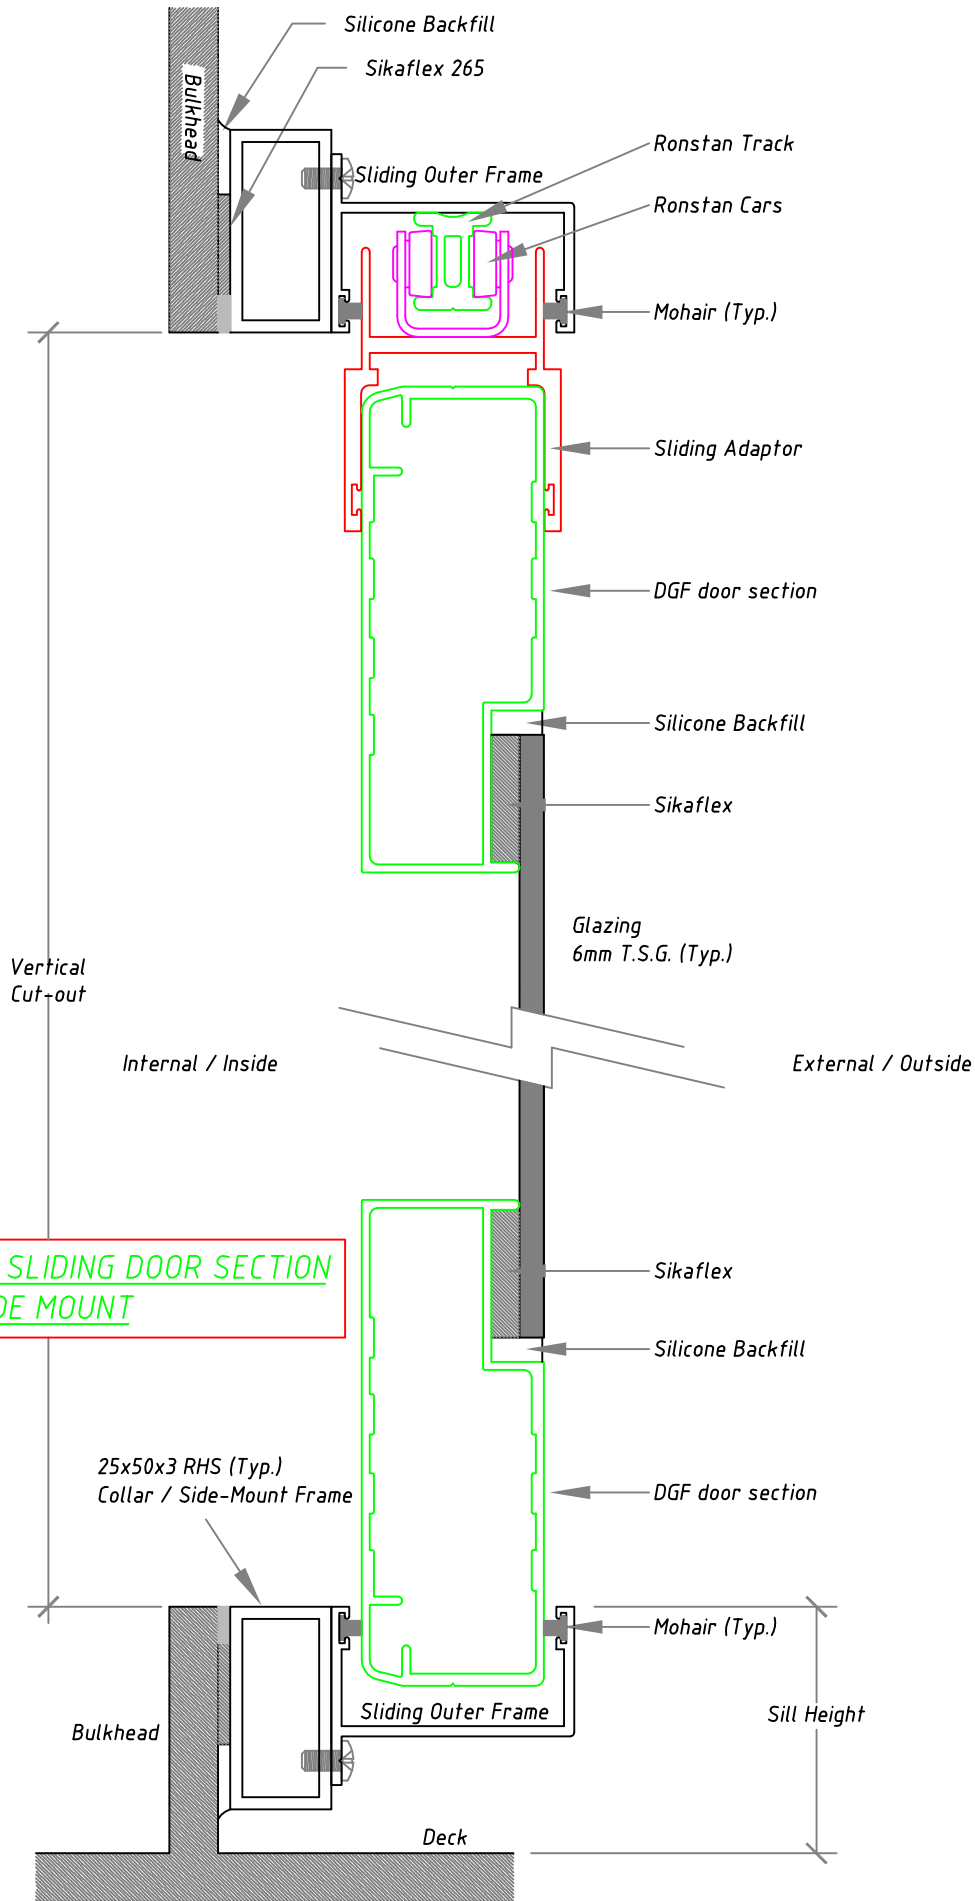 Silicone Backfill
Sikaflex 265
Bulkhead
Ronstan Track
Sliding Outer Frame
Ronstan Cars
Mohair (Typ.)
Sliding Adaptor
DGF door section
Silicone Backfill
Sikaflex
Glazing
6mm T.S.G. (Typ.)
Vertical
Cut-out
Internal / Inside
External / Outside
SLIDING DOOR SECTION
DE MOUNT
Sikaflex
Silicone Backfill
25x50x3 RHS (Typ.)
Collar / Side-Mount Frame
DGF door section
Mohair (Typ.)
Sliding Outer Frame
Sill Height
Bulkhead
Deck